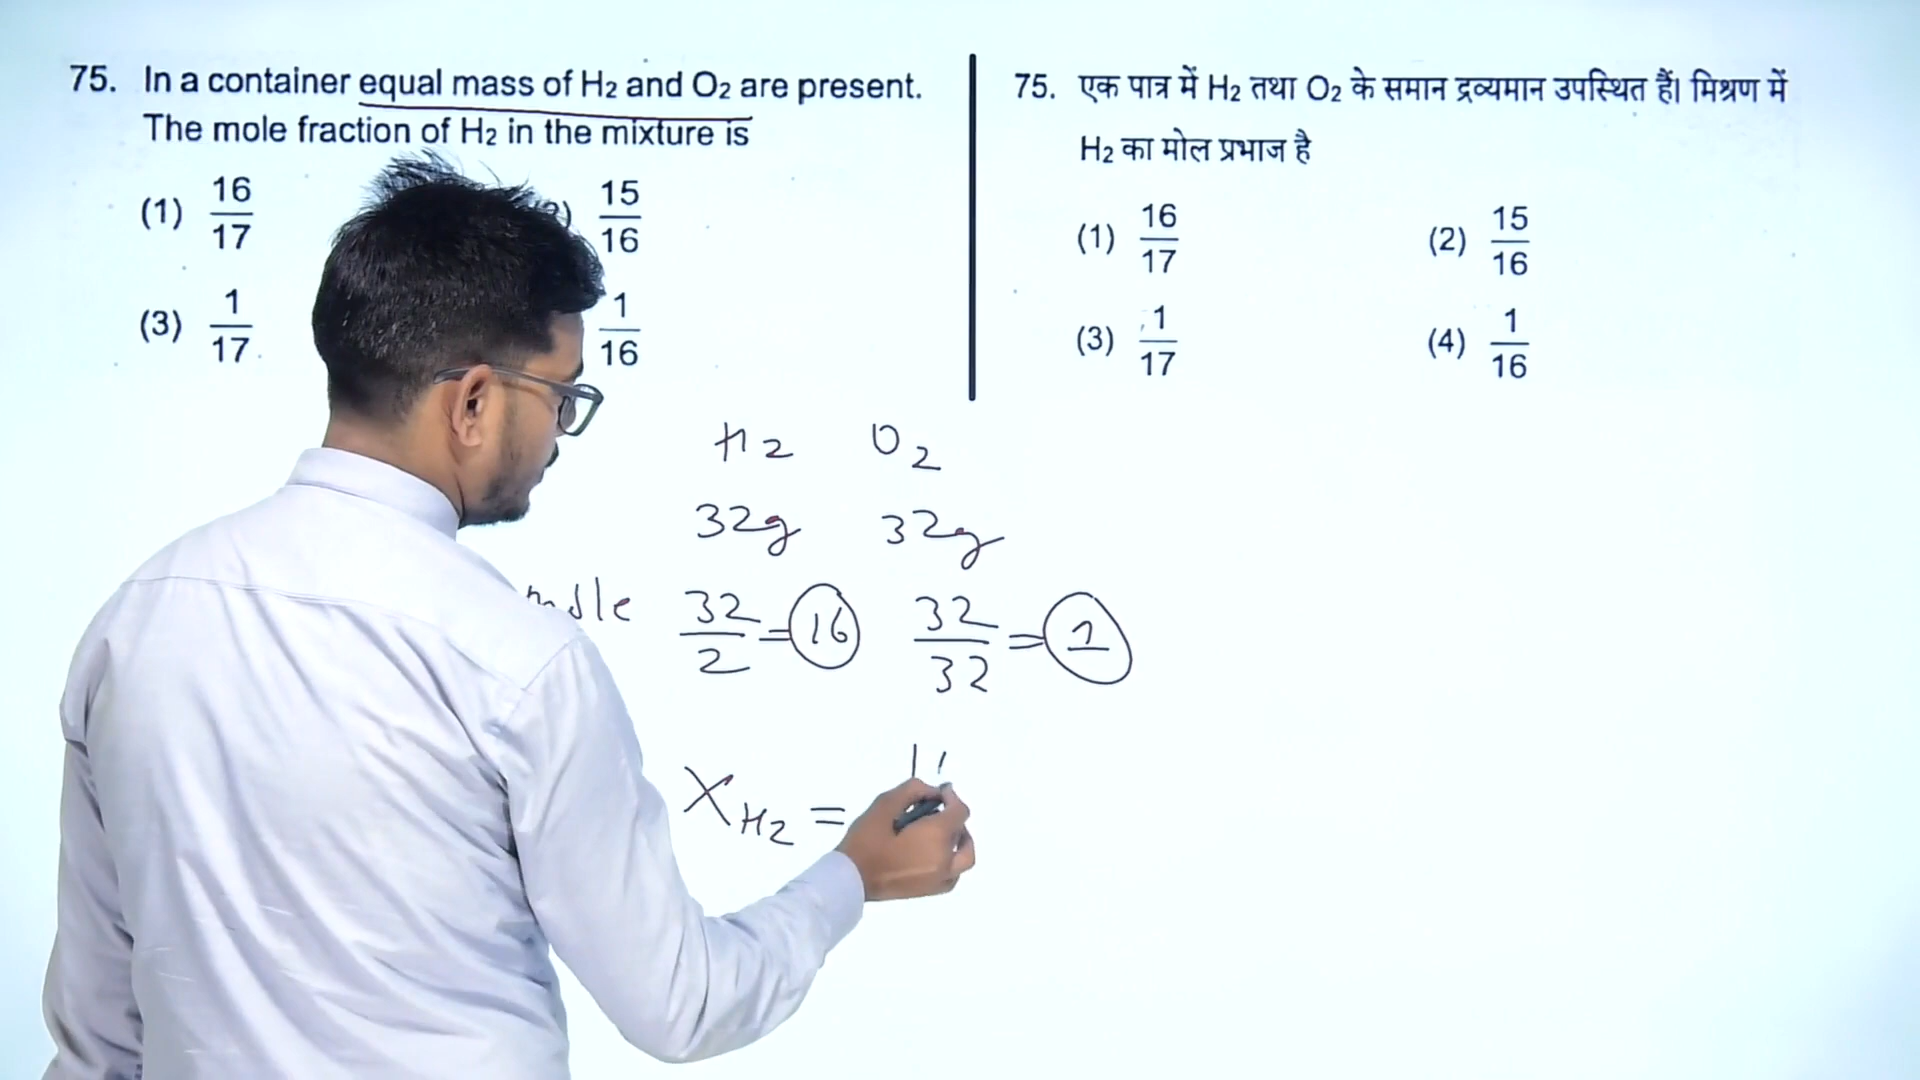 75. In a container equal mass of H2 and O2 are present.
The mole fraction of H2 in the mixture is
(1) 16/17
15/16
(3) 1/17
1/16
75. एक पात्र में H2 तथा O2 के समान द्रव्यमान उपस्थित हैं। मिश्रण में
H2 का मोल प्रभाज है
(1) 16/17 (2) 15/16
(3) 1/17 (4) 1/16
H2 O2
32g 32g
mole 32/2 = 16 32/32 = 1
XH2 =